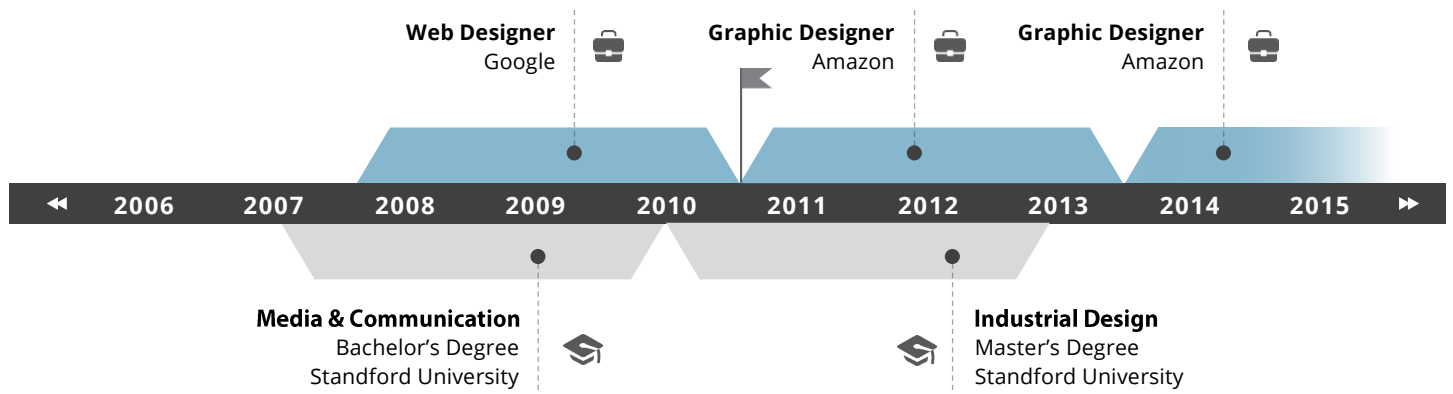 Web Designer
Google
Graphic Designer
Amazon
Graphic Designer
Amazon
2006 2007 2008 2009 2010 2011 2012 2013 2014 2015
Media & Communication
Bachelor’s Degree
Standford University
Industrial Design
Master’s Degree
Standford University